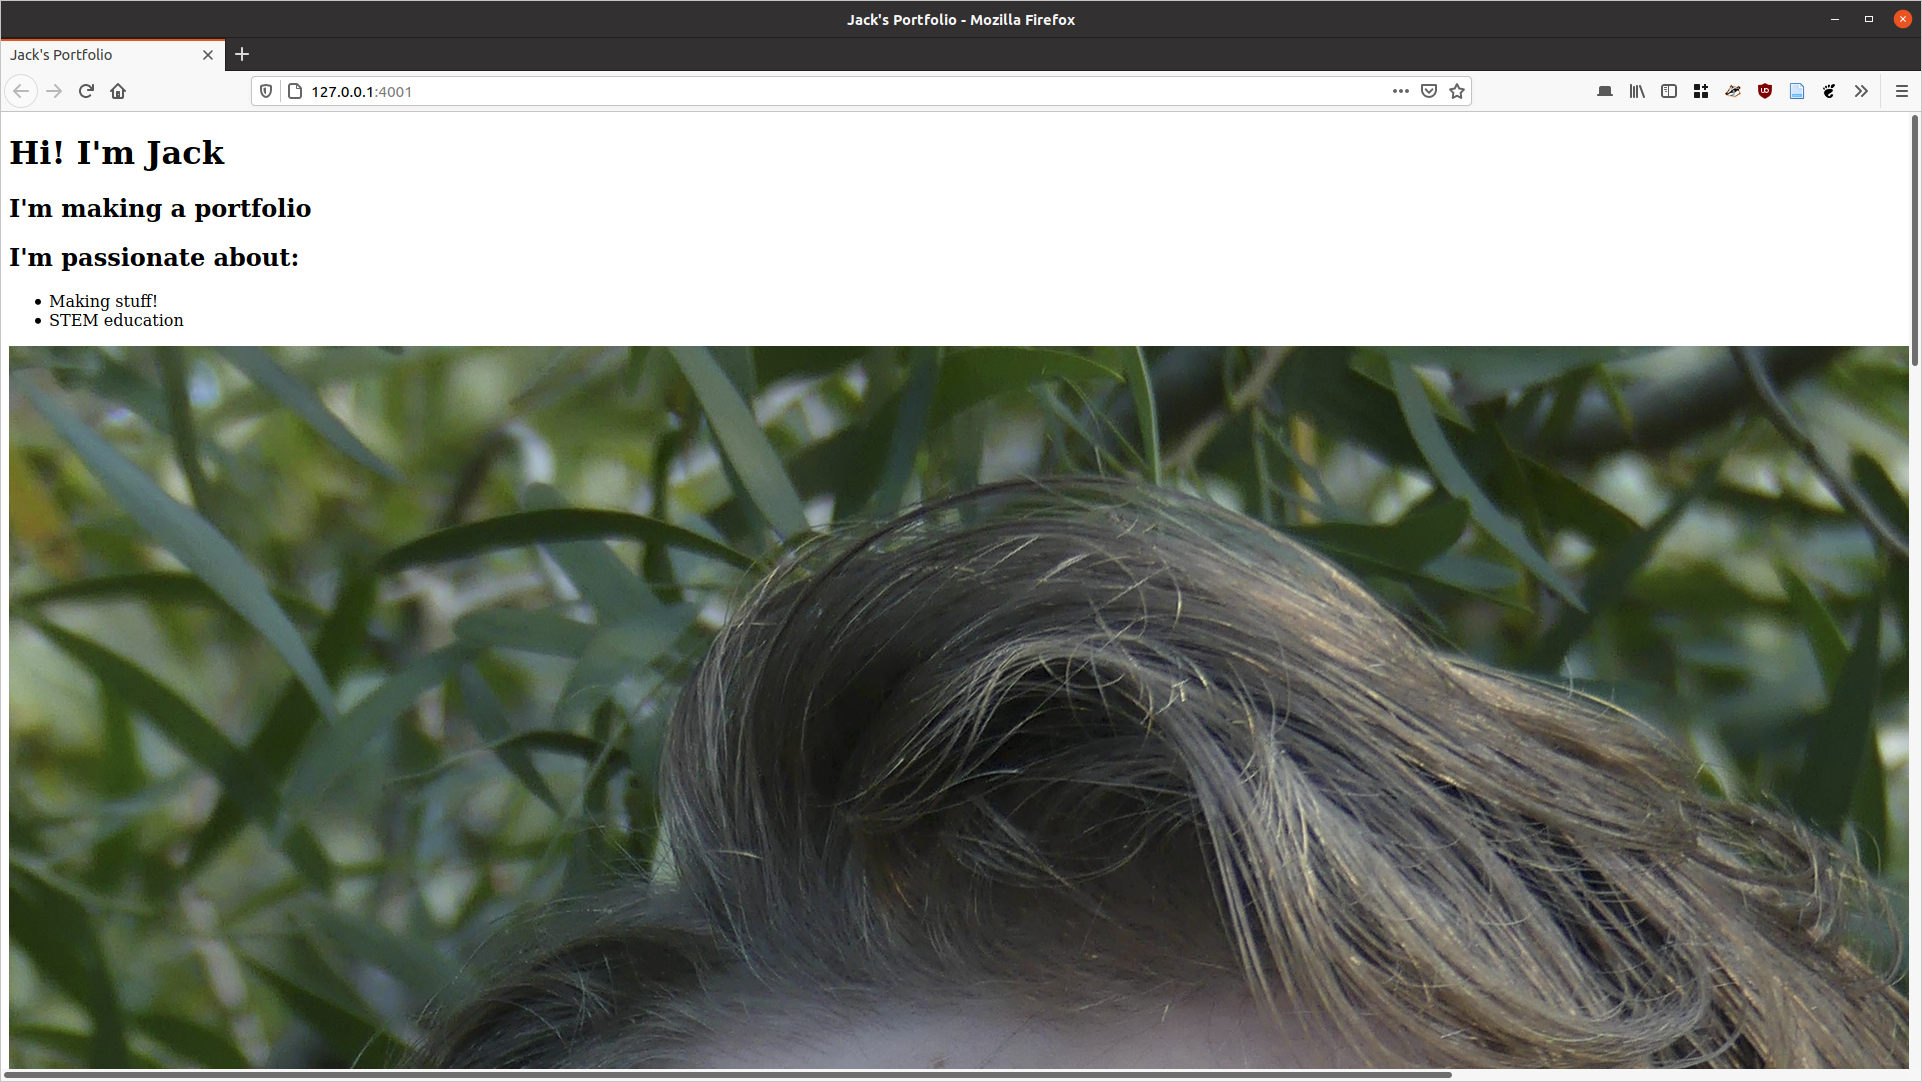 Jack's Portfolio - Mozilla Firefox
Jack's Portfolio
127.0.0.1:4001
Hi! I'm Jack
I'm making a portfolio
I'm passionate about:
Making stuff!
STEM education